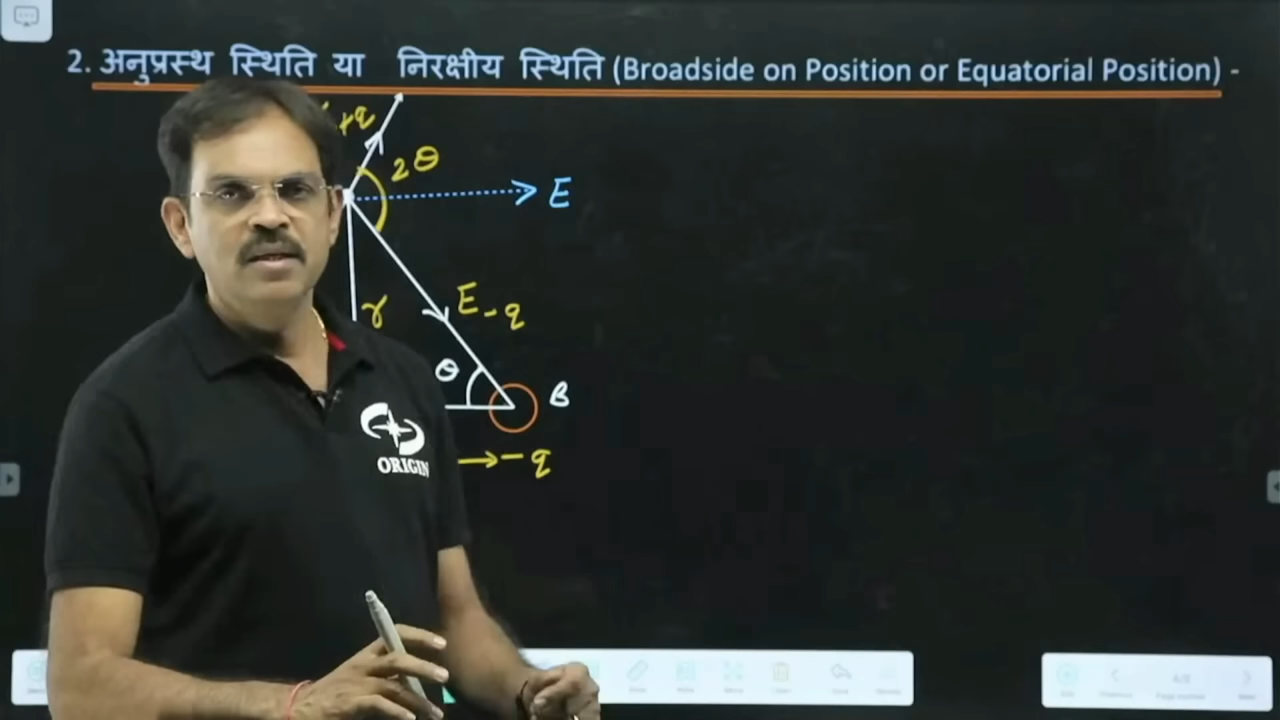 2. अनुप्रस्थ स्थिति या निरक्षीय स्थिति (Broadside on Position or Equatorial Position) -
+q
2θ
E
E-q
r
θ
B
ORIGIN
→ -q